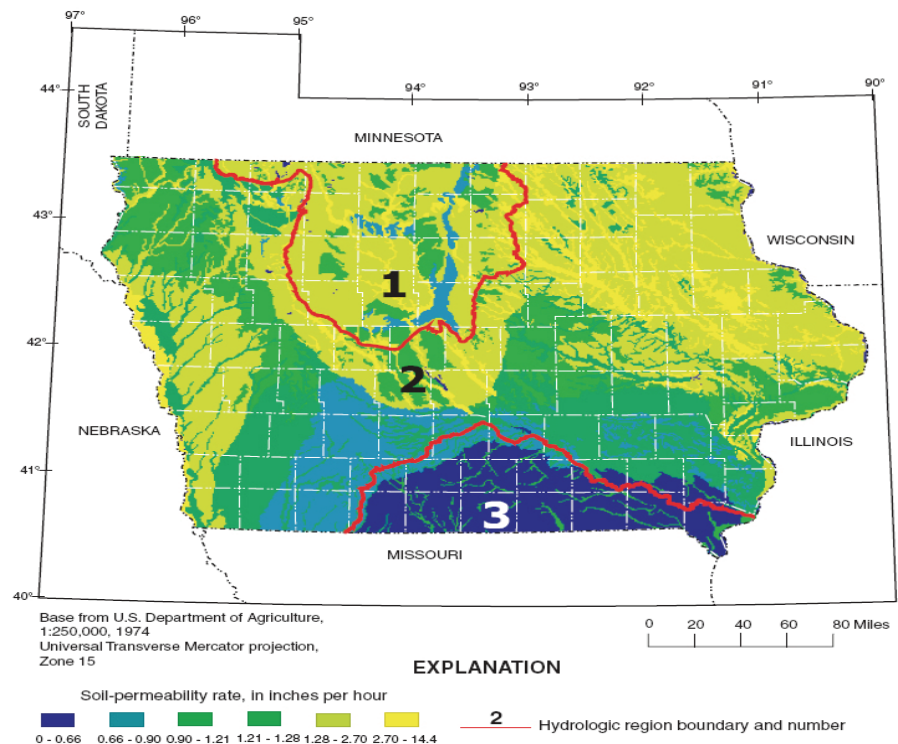 97°
96°
95°
44°
SOUTH
DAKOTA
94°
93°
92°
91°
90°
MINNESOTA
43°
WISCONSIN
1
42°
2
NEBRASKA
ILLINOIS
41°
3
MISSOURI
40°
Base from U.S. Department of Agriculture,
1:250,000, 1974
Universal Transverse Mercator projection,
Zone 15
0 20 40 60 80 Miles
EXPLANATION
Soil-permeability rate, in inches per hour
0 - 0.66 0.66 - 0.90 0.90 - 1.21 1.21 - 1.28 1.28 - 2.70 2.70 - 14.4
2 Hydrologic region boundary and number